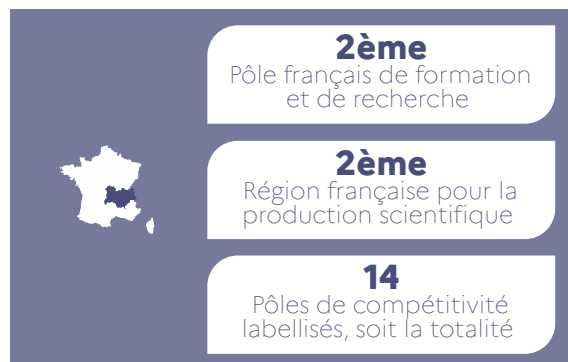 2ème
Pôle français de formation
et de recherche
2ème
Région française pour la
production scientifique
14
Pôles de compétitivité
labellisés, soit la totalité